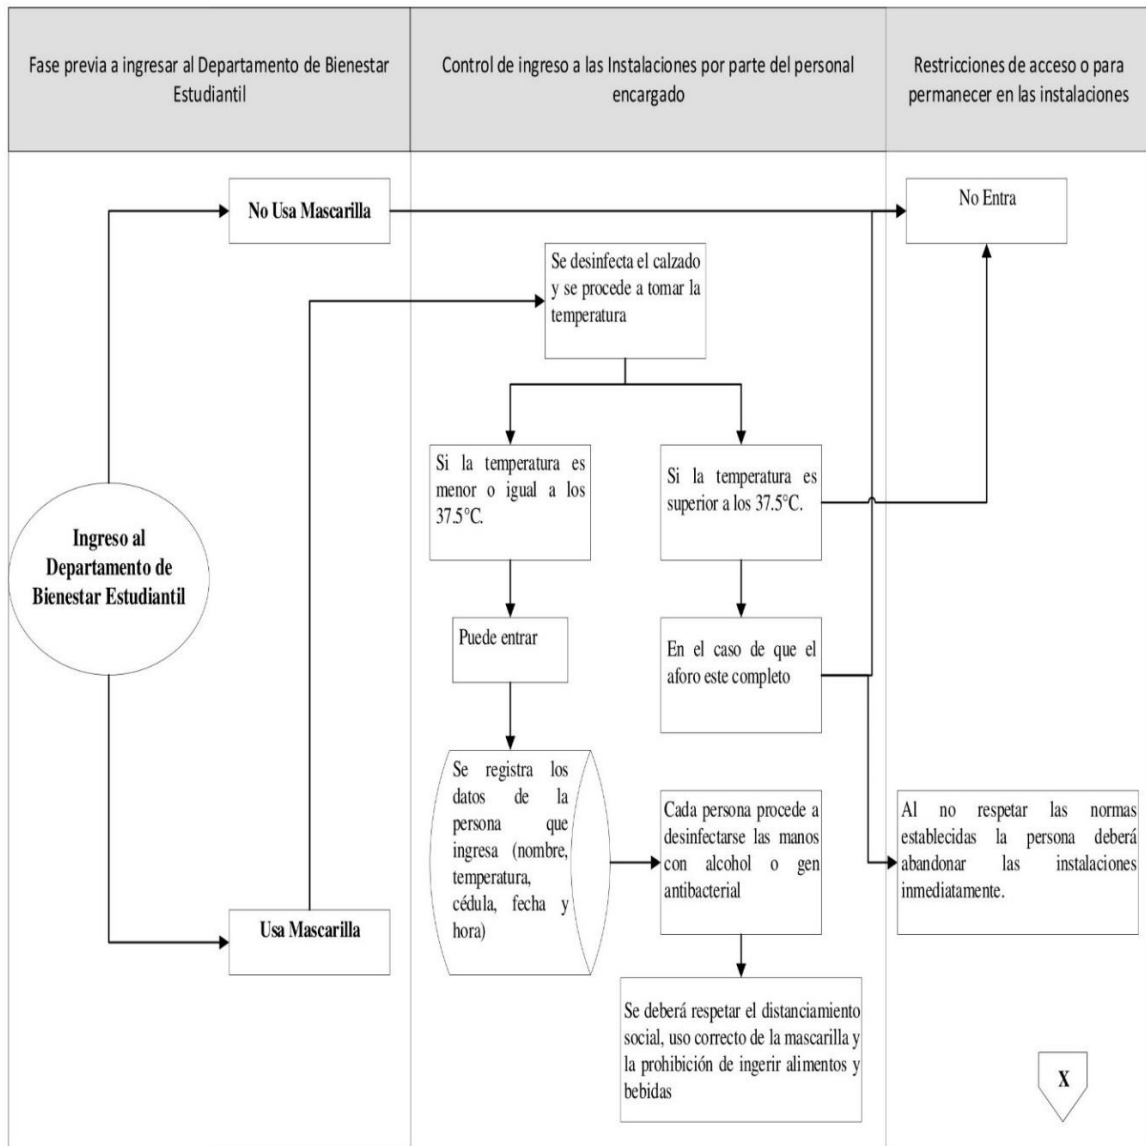 Fase previa a ingresar al Departamento de Bienestar
Estudiantil
Control de ingreso a las Instalaciones por parte del personal
encargado
Restricciones de acceso o para
permanecer en las instalaciones
No Usa Mascarilla
No Entra
Se desinfecta el calzado
y se procede a tomar la
temperatura
Si la temperatura es
menor o igual a los
37.5°C.
Si la temperatura es
superior a los 37.5°C.
Ingreso al
Departamento de
Bienestar Estudiantil
Puede entrar
En el caso de que el
aforo este completo
Se registra los
datos de la
persona que
ingresa (nombre,
temperatura,
cédula, fecha y
hora)
Cada persona procede a
desinfectarse las manos
con alcohol o gen
antibacterial
Al no respetar las normas
establecidas la persona deberá
abandonar las instalaciones
inmediatamente.
Usa Mascarilla
Se deberá respetar el distanciamiento
social, uso correcto de la mascarilla y
la prohibición de ingerir alimentos y
bebidas
X